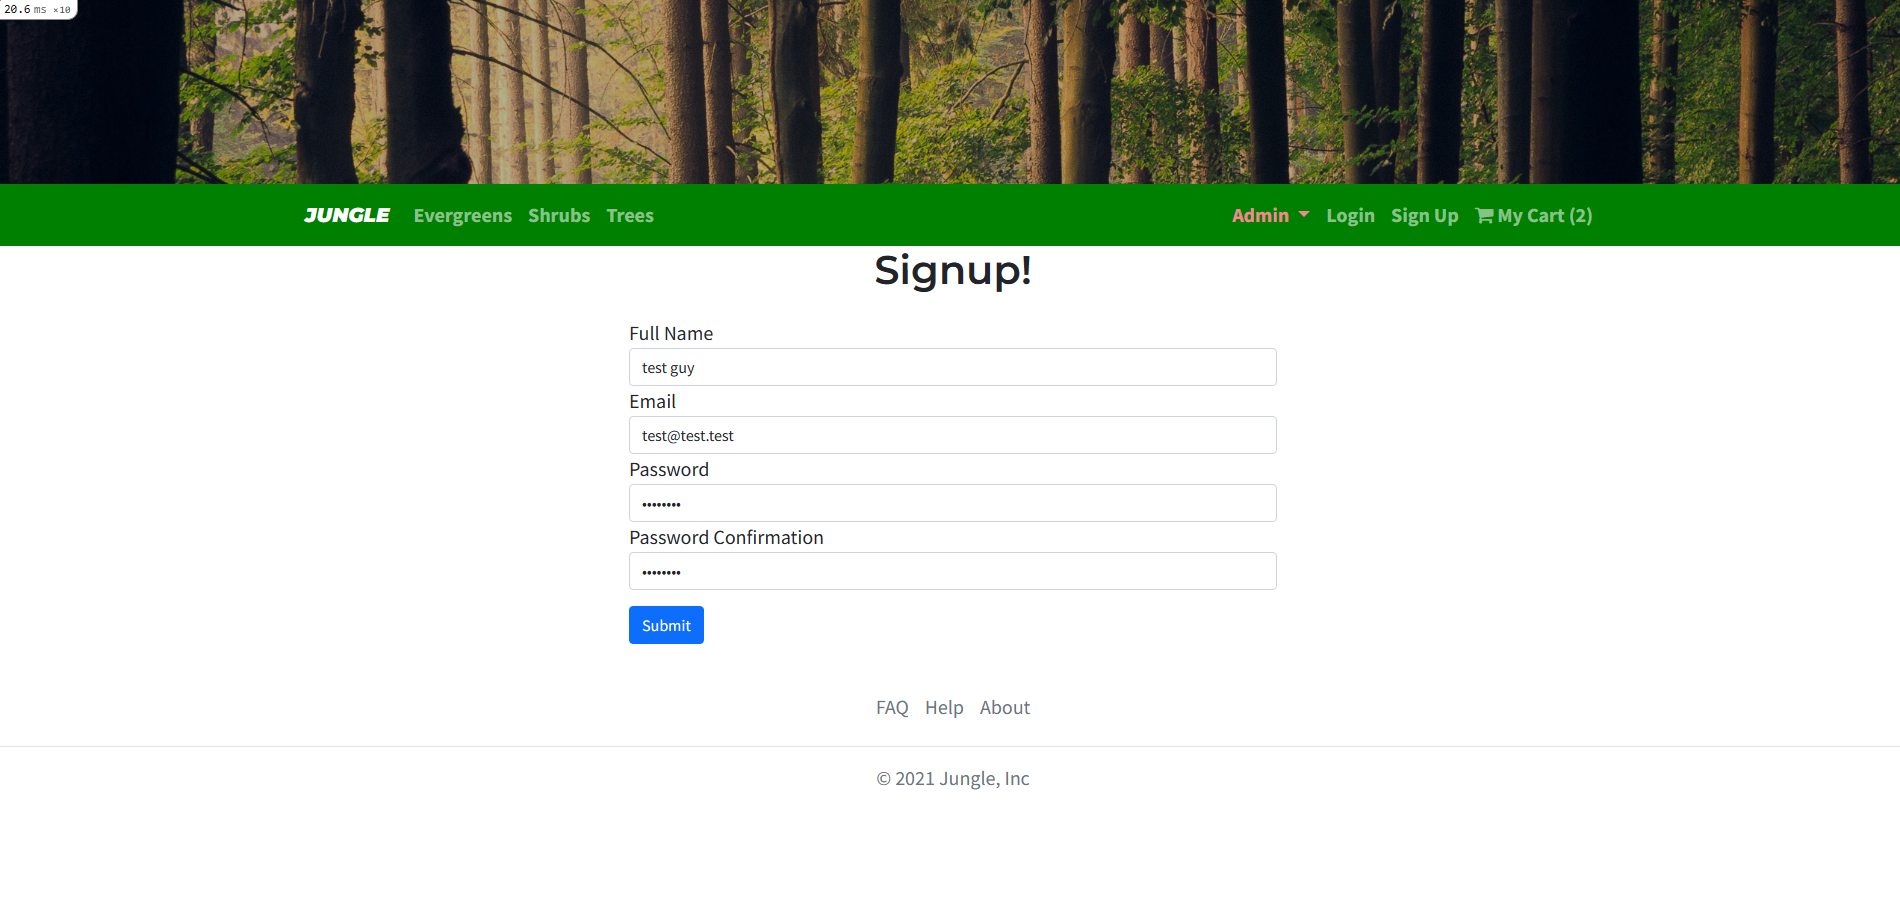 20.6 ms ×10
JUNGLE Evergreens Shrubs Trees Admin Login Sign Up My Cart (2)
Signup!
Full Name
test guy
Email
test@test.test
Password
••••••••
Password Confirmation
••••••••
Submit
FAQ Help About
© 2021 Jungle, Inc